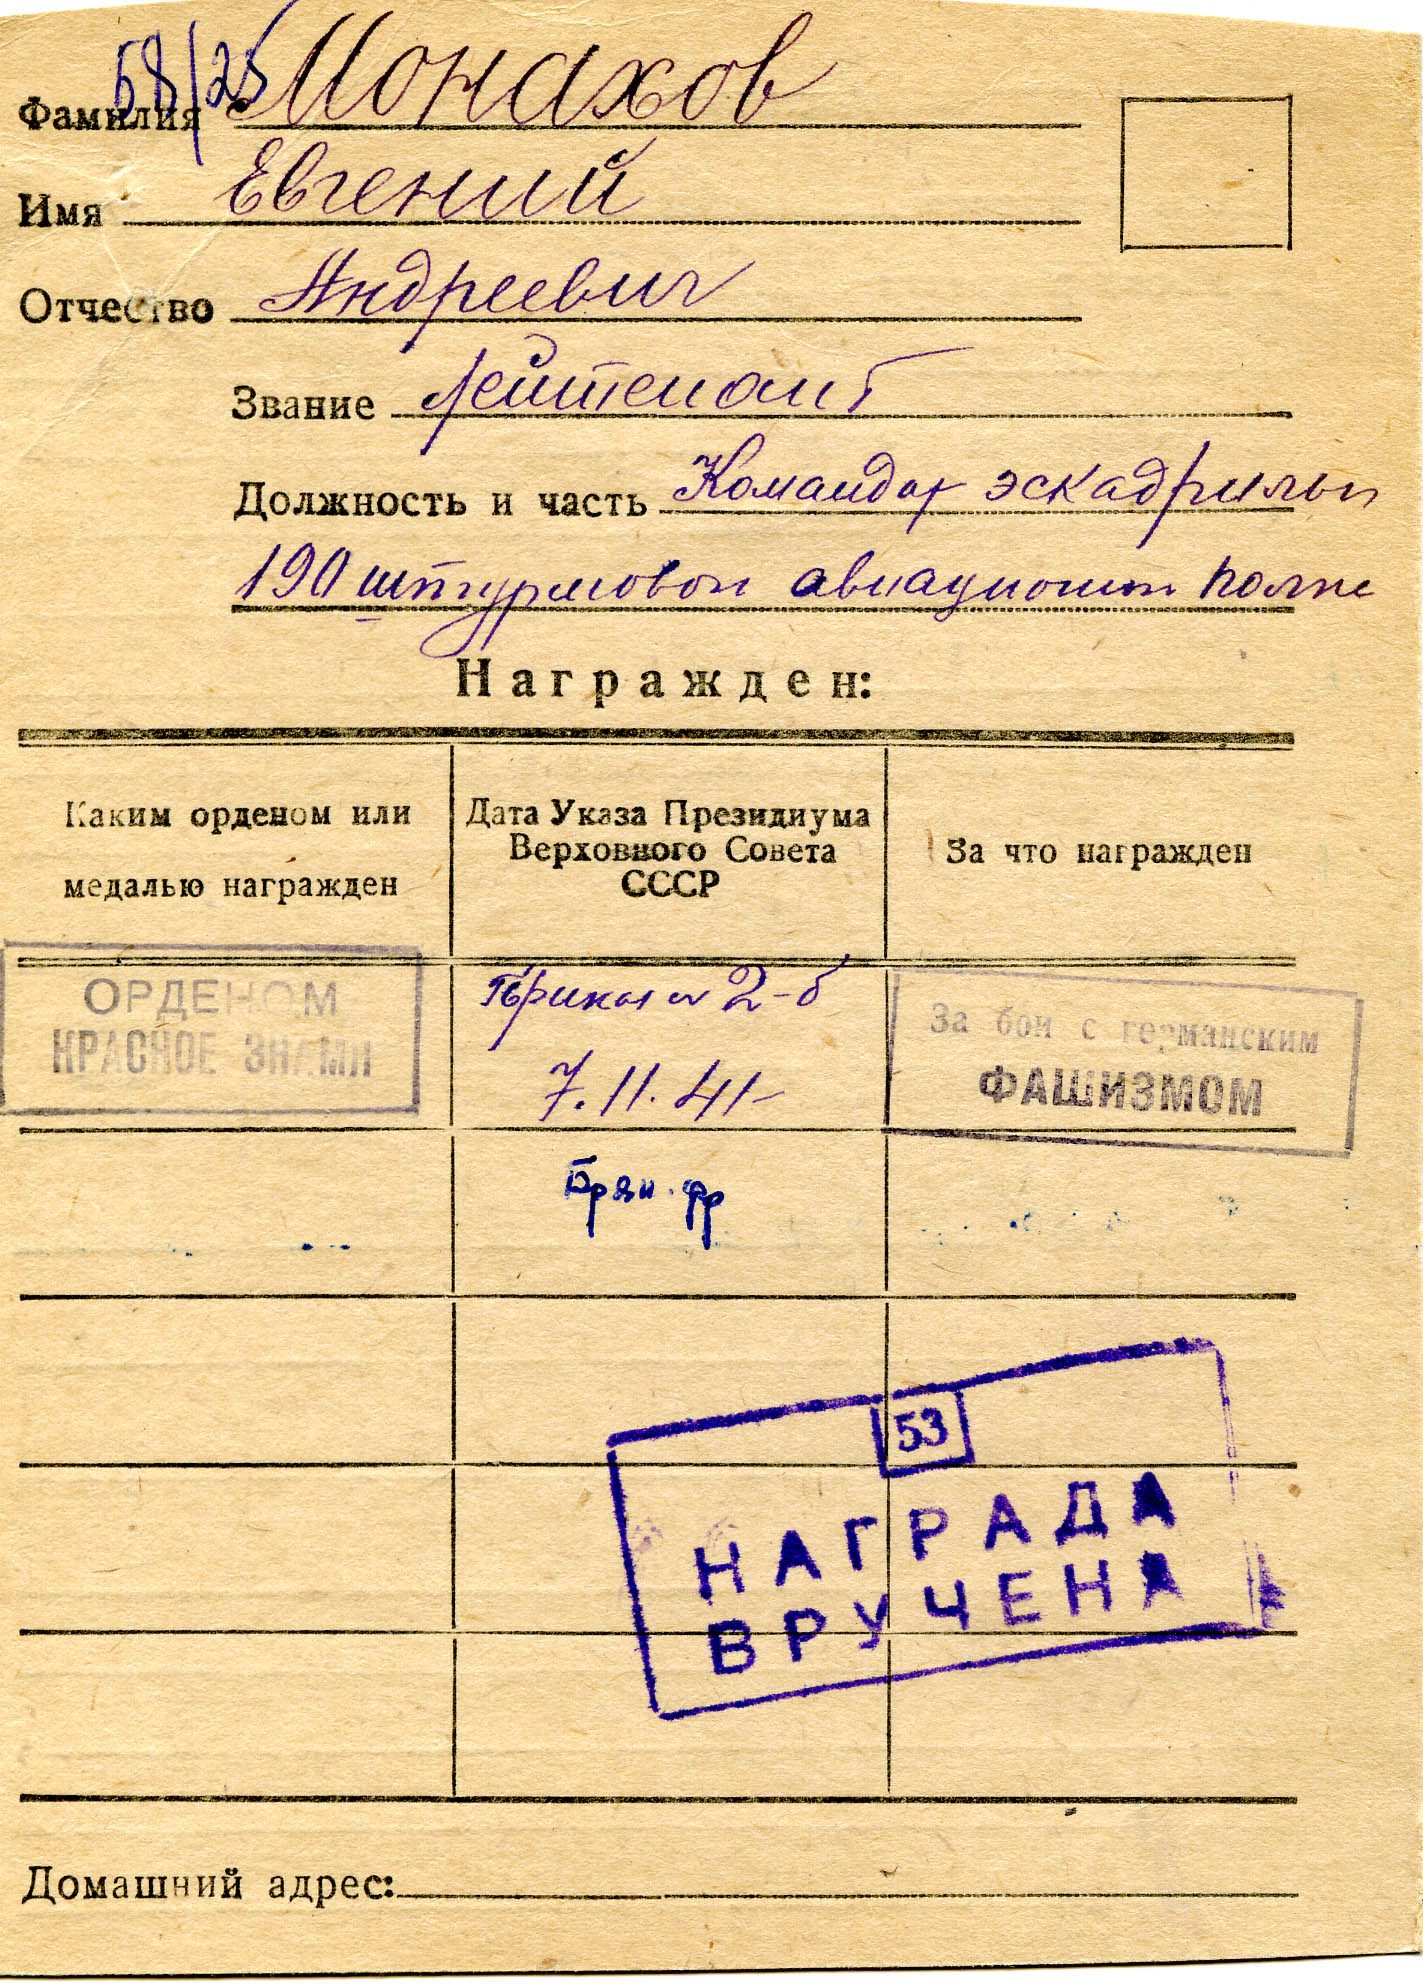 58/25
Фамилия Монахов
Имя Евгений
Отчество Андреевич
Звание лейтенант
Должность и часть Командир эскадрильи
190 штурмовой авиационный полк
Награжден:
Каким орденом или
медалью награжден
Дата Указа Президиума
Верховного Совета
СССР
За что награжден
ОРДЕНОМ
КРАСНОЕ ЗНАМЯ
Приказ № 2-б
7.11.41-
За бои с германским
ФАШИЗМОМ
Брян. фр
53
НАГРАДА
ВРУЧЕНА
Домашний адрес: